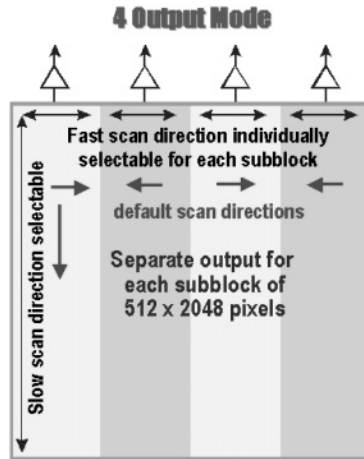 4 Output Mode
Fast scan direction individually
selectable for each subblock
default scan directions
Separate output for
each subblock of
512 x 2048 pixels
Slow scan direction selectable